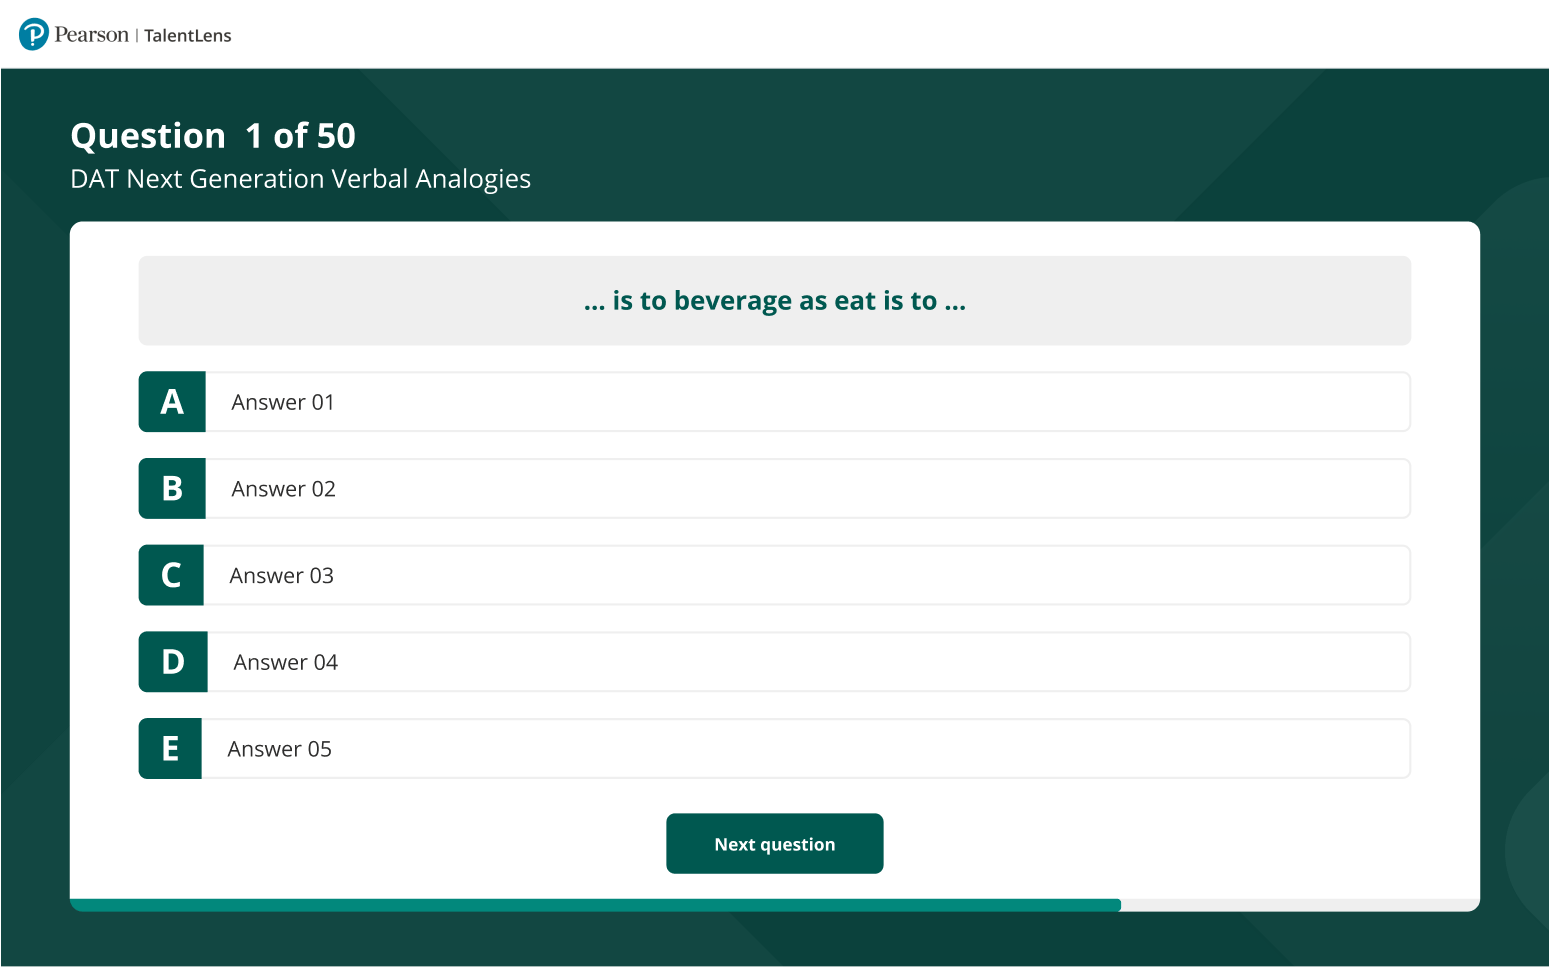 Pearson | TalentLens
Question 1 of 50
DAT Next Generation Verbal Analogies
... is to beverage as eat is to ...
A Answer 01
B Answer 02
C Answer 03
D Answer 04
E Answer 05
Next question